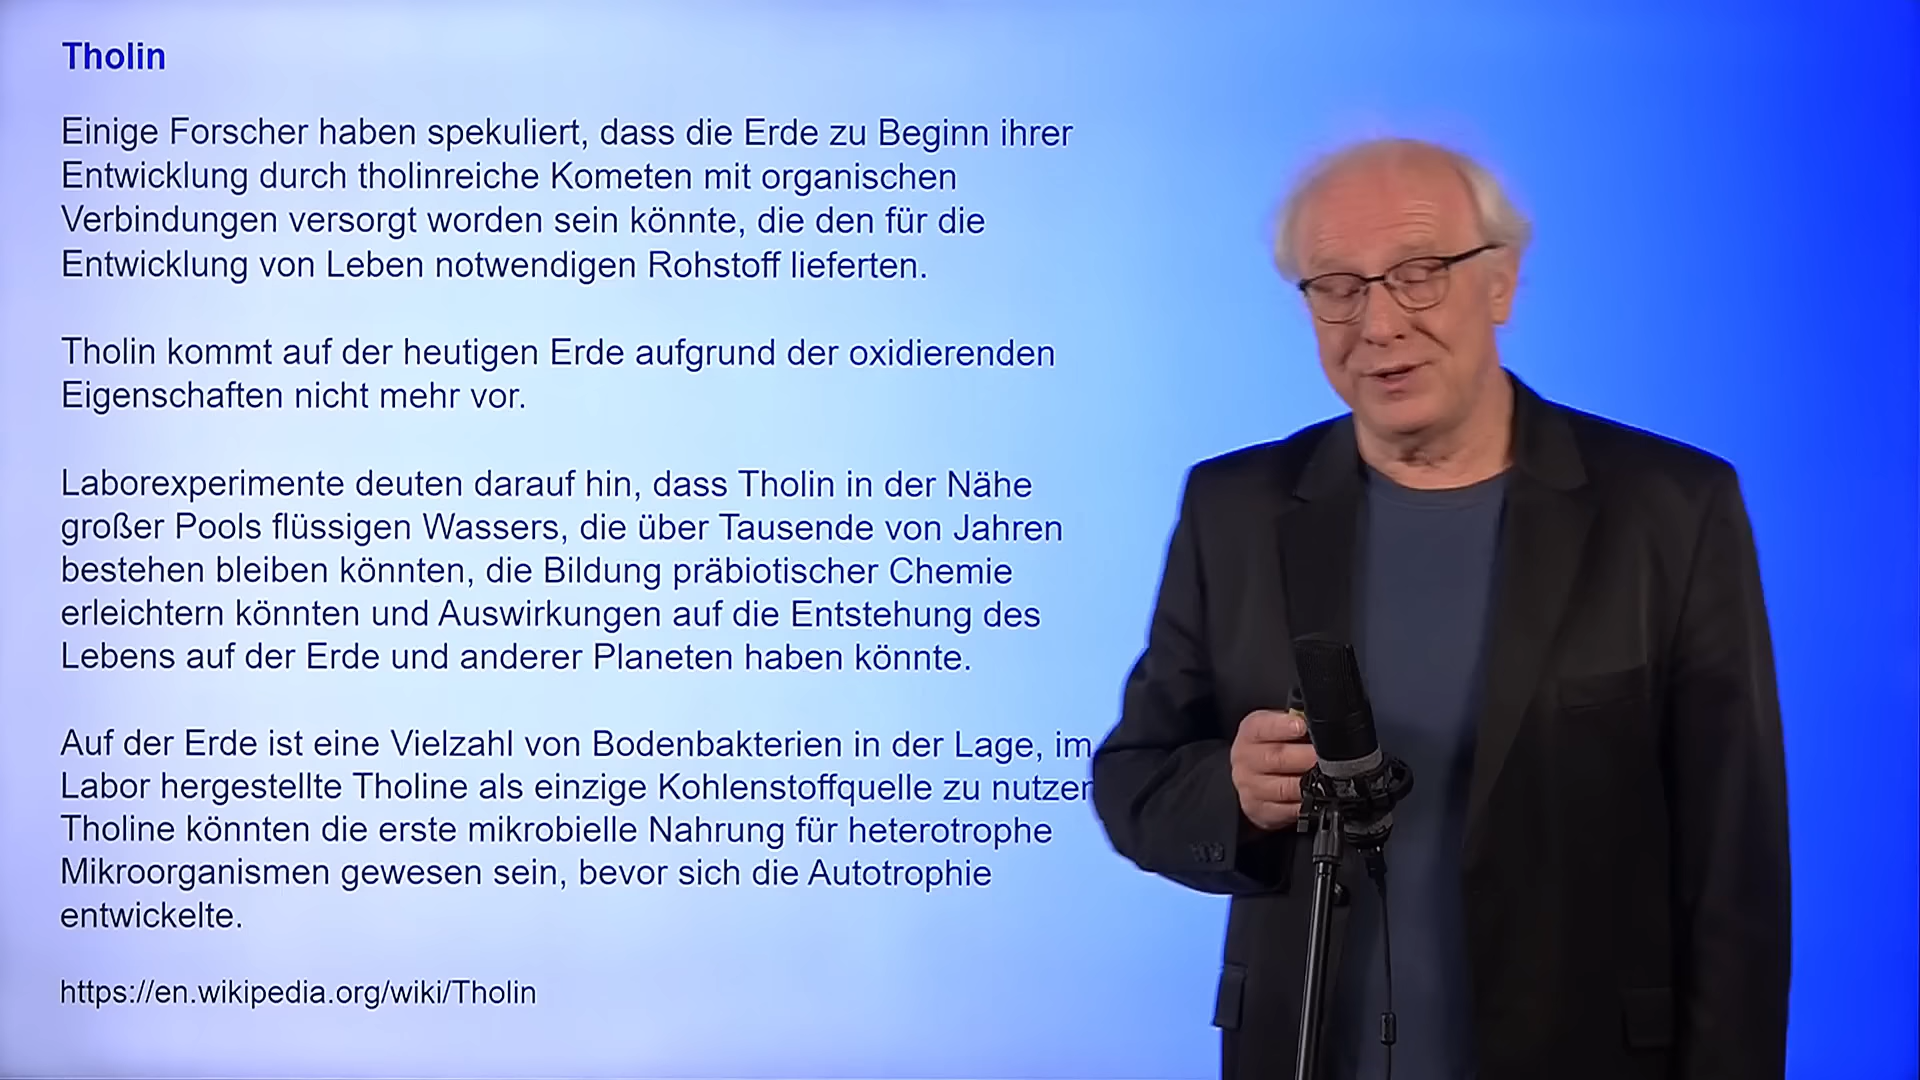 Tholin
Einige Forscher haben spekuliert, dass die Erde zu Beginn ihrer
Entwicklung durch tholinreiche Kometen mit organischen
Verbindungen versorgt worden sein könnte, die den für die
Entwicklung von Leben notwendigen Rohstoff lieferten.
Tholin kommt auf der heutigen Erde aufgrund der oxidierenden
Eigenschaften nicht mehr vor.
Laborexperimente deuten darauf hin, dass Tholin in der Nähe
großer Pools flüssigen Wassers, die über Tausende von Jahren
bestehen bleiben könnten, die Bildung präbiotischer Chemie
erleichtern könnten und Auswirkungen auf die Entstehung des
Lebens auf der Erde und anderer Planeten haben könnte.
Auf der Erde ist eine Vielzahl von Bodenbakterien in der Lage, im
Labor hergestellte Tholine als einzige Kohlenstoffquelle zu nutzen
Tholine könnten die erste mikrobielle Nahrung für heterotrophe
Mikroorganismen gewesen sein, bevor sich die Autotrophie
entwickelte.
https://en.wikipedia.org/wiki/Tholin